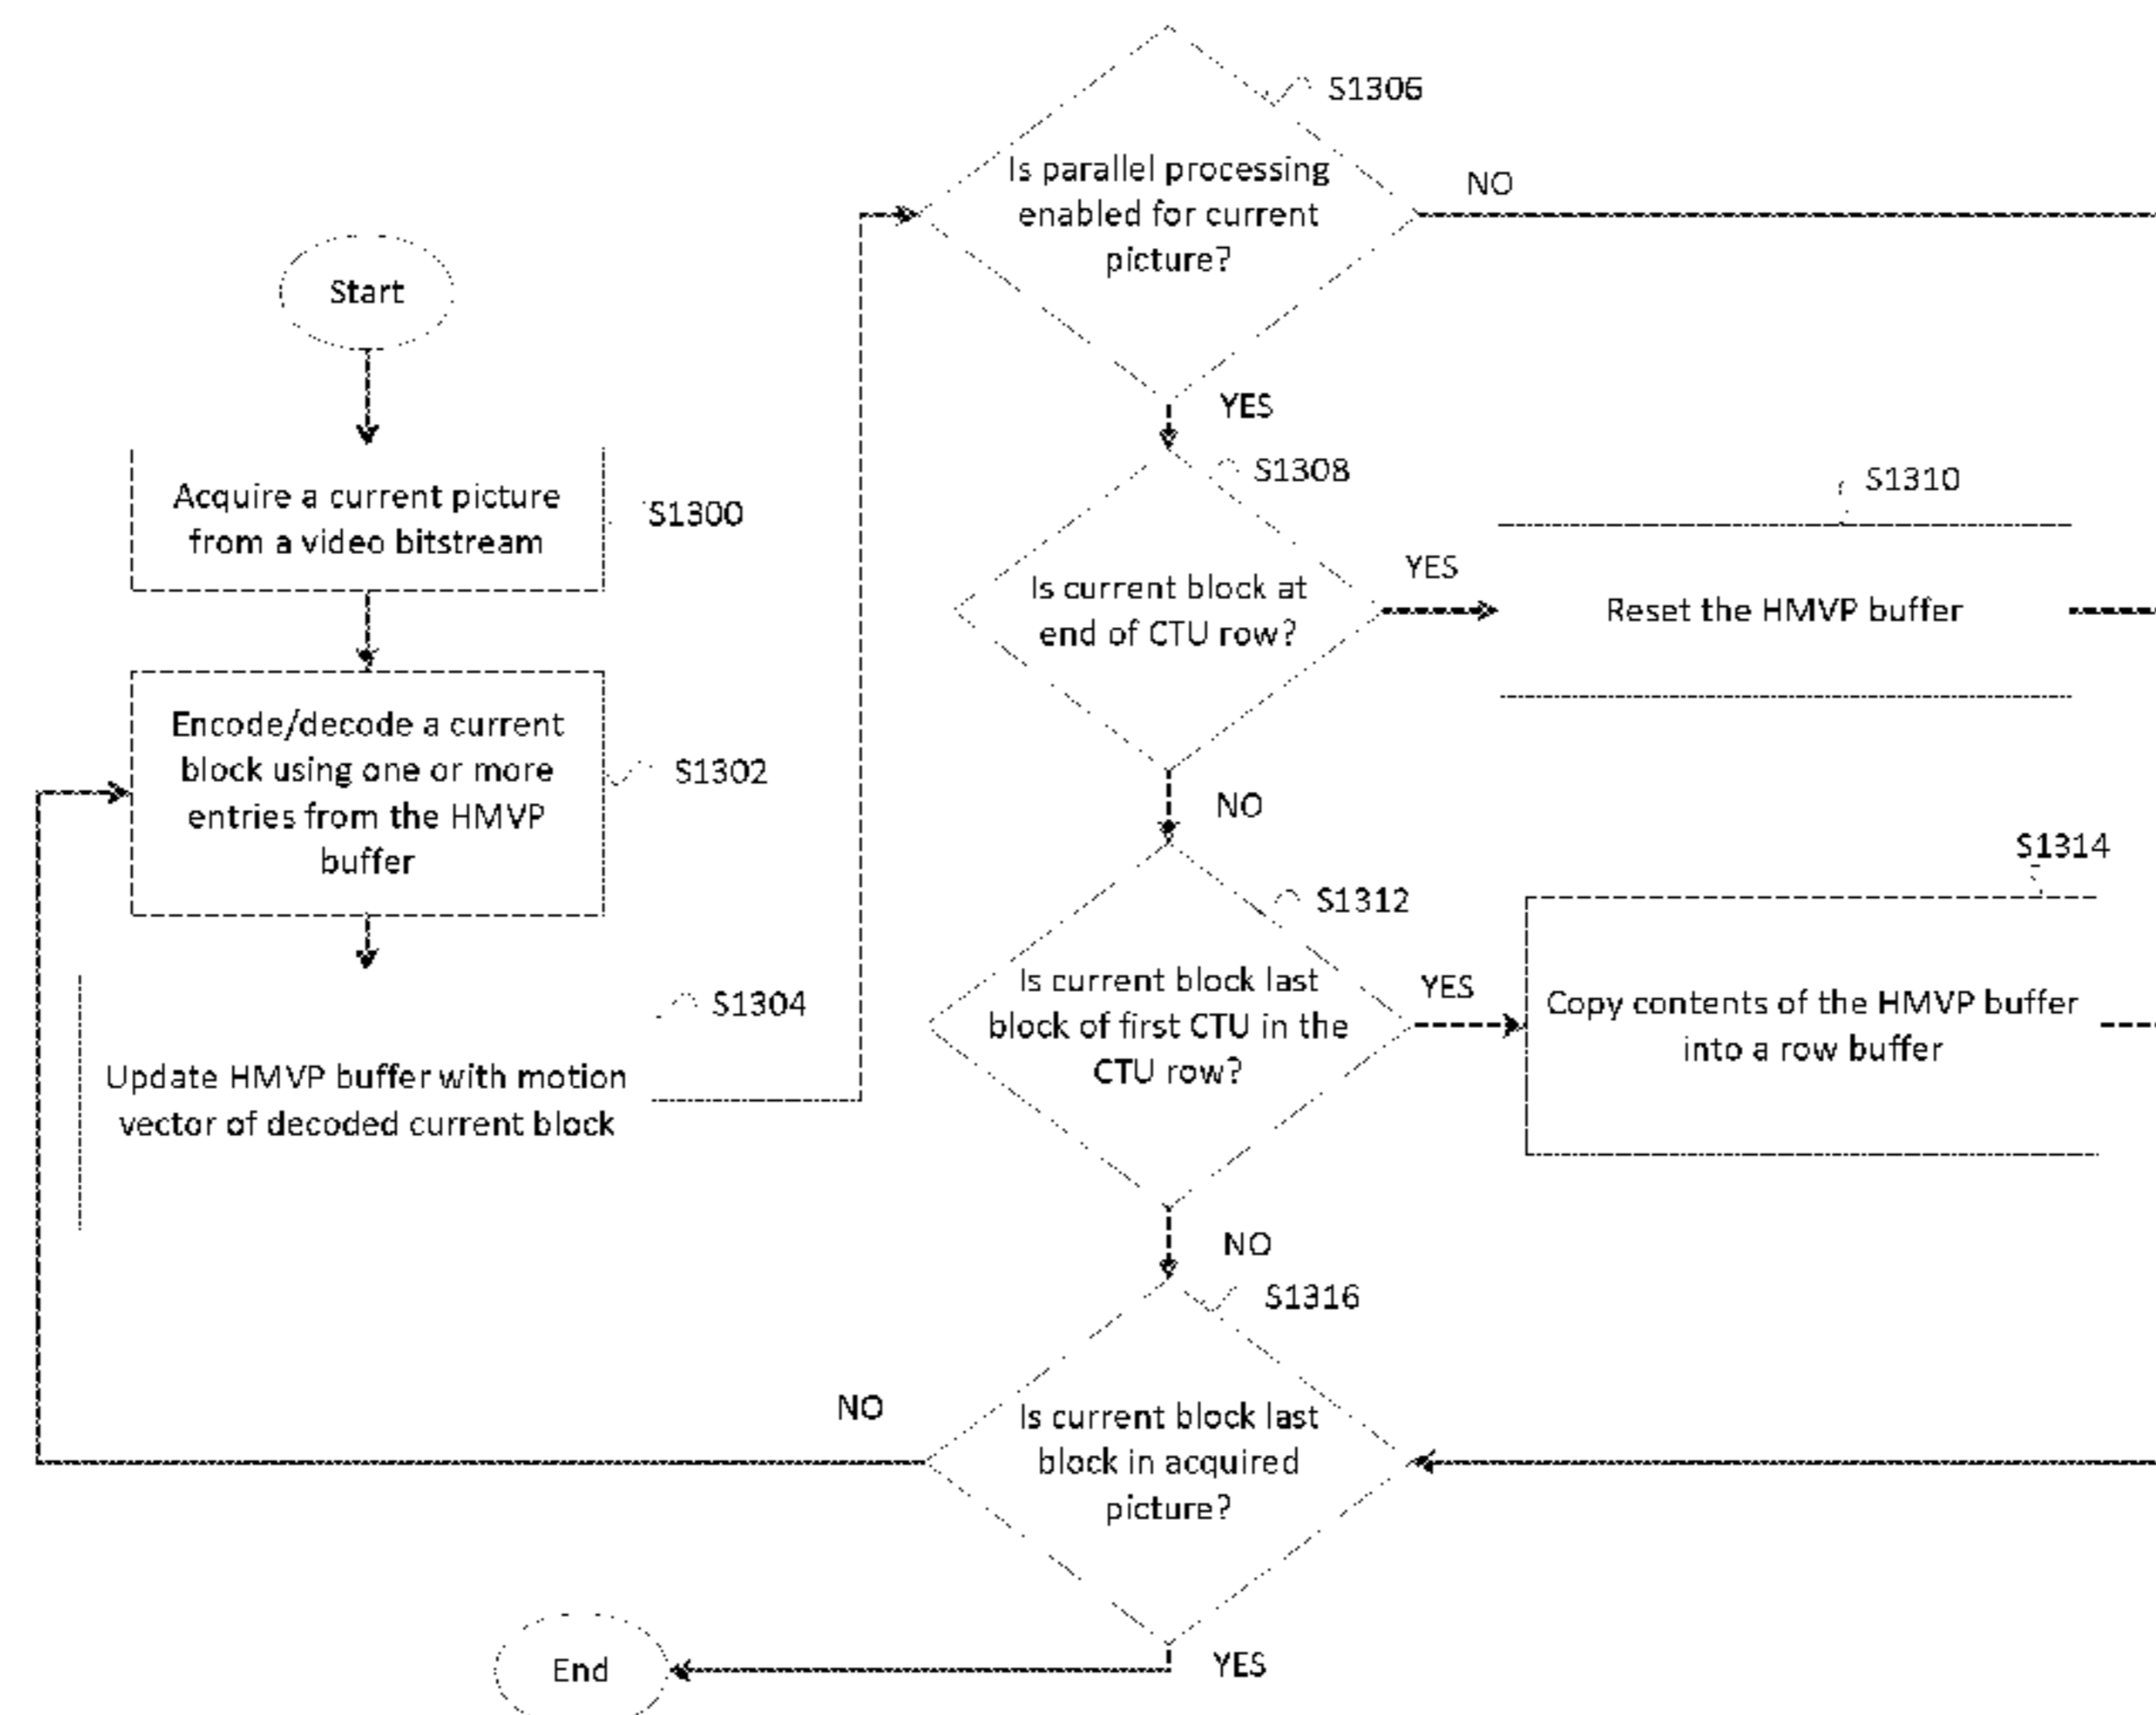 Start
Acquire a current picture
from a video bitstream
S1300
Encode/decode a current
block using one or more
entries from the HMVP
buffer
S1302
S1304
Update HMVP buffer with motion
vector of decoded current block
S1306
Is parallel processing
enabled for current
picture?
NO
YES
S1308
Is current block at
end of CTU row?
YES
S1310
Reset the HMVP buffer
NO
S1312
Is current block last
block of first CTU in the
CTU row?
YES
S1314
Copy contents of the HMVP buffer
into a row buffer
NO
S1316
Is current block last
block in acquired
picture?
NO
YES
End